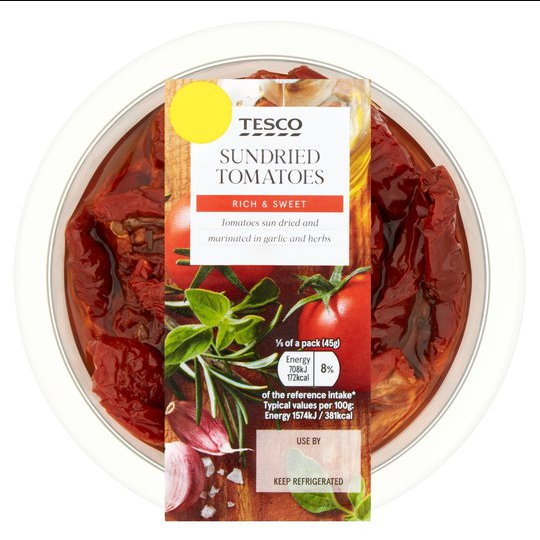 TESCO
SUNDRIED
TOMATOES
RICH & SWEET
Tomatoes sun dried and
marinated in garlic and herbs
⅕ of a pack (45g)
Energy
708kJ
172kcal
8%
of the reference intake*
Typical values per 100g:
Energy 1574kJ / 381kcal
USE BY
KEEP REFRIGERATED